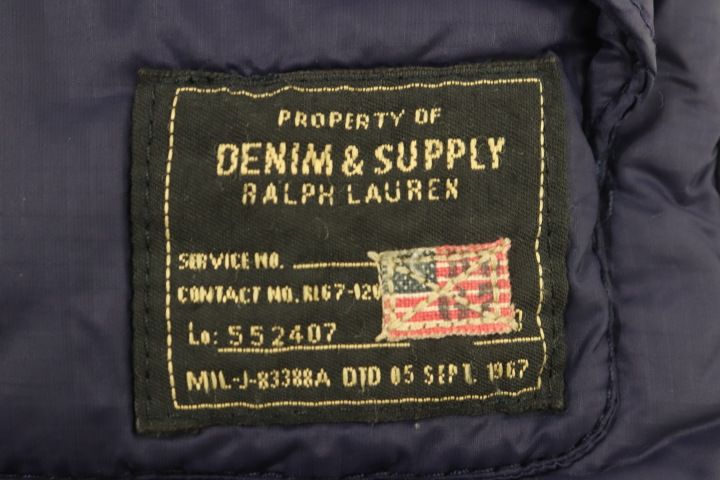 PROPERTY OF
DENIM & SUPPLY
RALPH LAUREN
SERVICE NO.
CONTACT NO. RL67-120
Lo: 552407
MIL-J-83388A DTD 05 SEPT. 1967